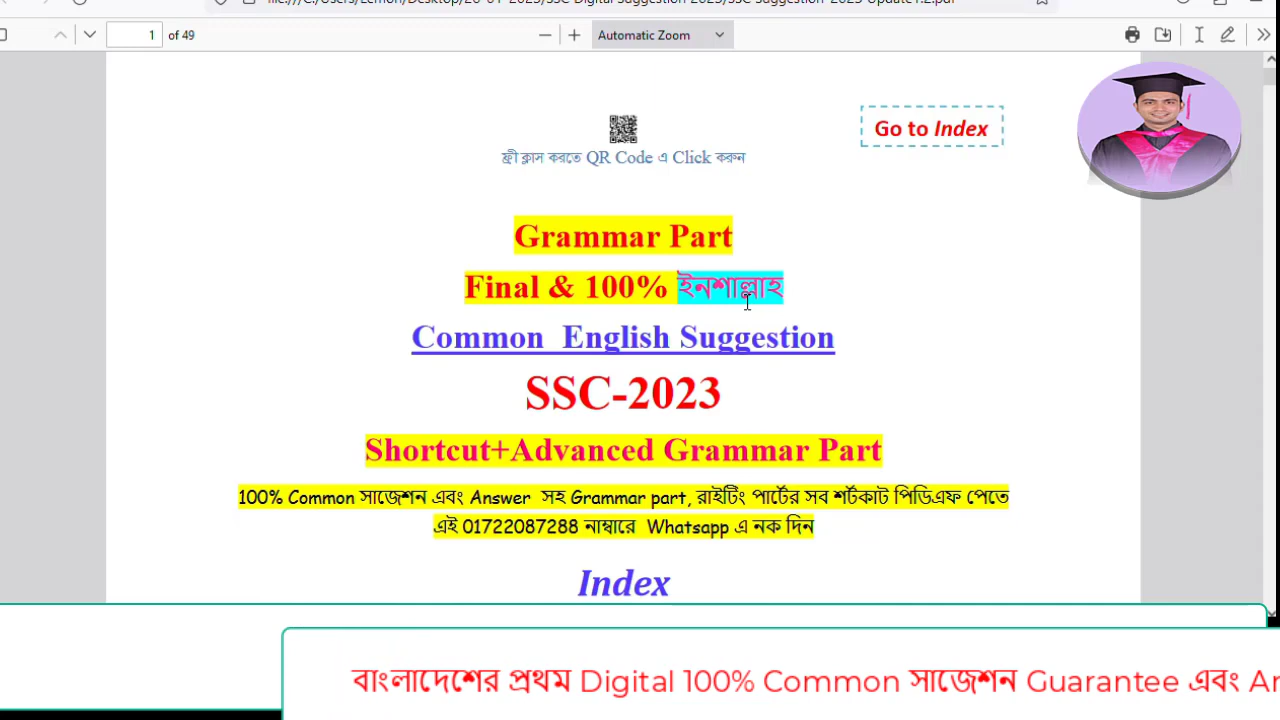 1 of 49 Automatic Zoom
Go to Index
ফ্রী ক্লাস করতে QR Code এ Click করুন
Grammar Part
Final & 100% ইনশাল্লাহ
Common English Suggestion
SSC-2023
Shortcut+Advanced Grammar Part
100% Common সাজেশন এবং Answer সহ Grammar part, রাইটিং পার্টের সব শর্টকাট পিডিএফ পেতে
এই 01722087288 নাম্বারে Whatsapp এ নক দিন
Index
বাংলাদেশের প্রথম Digital 100% Common সাজেশন Guarantee এবং